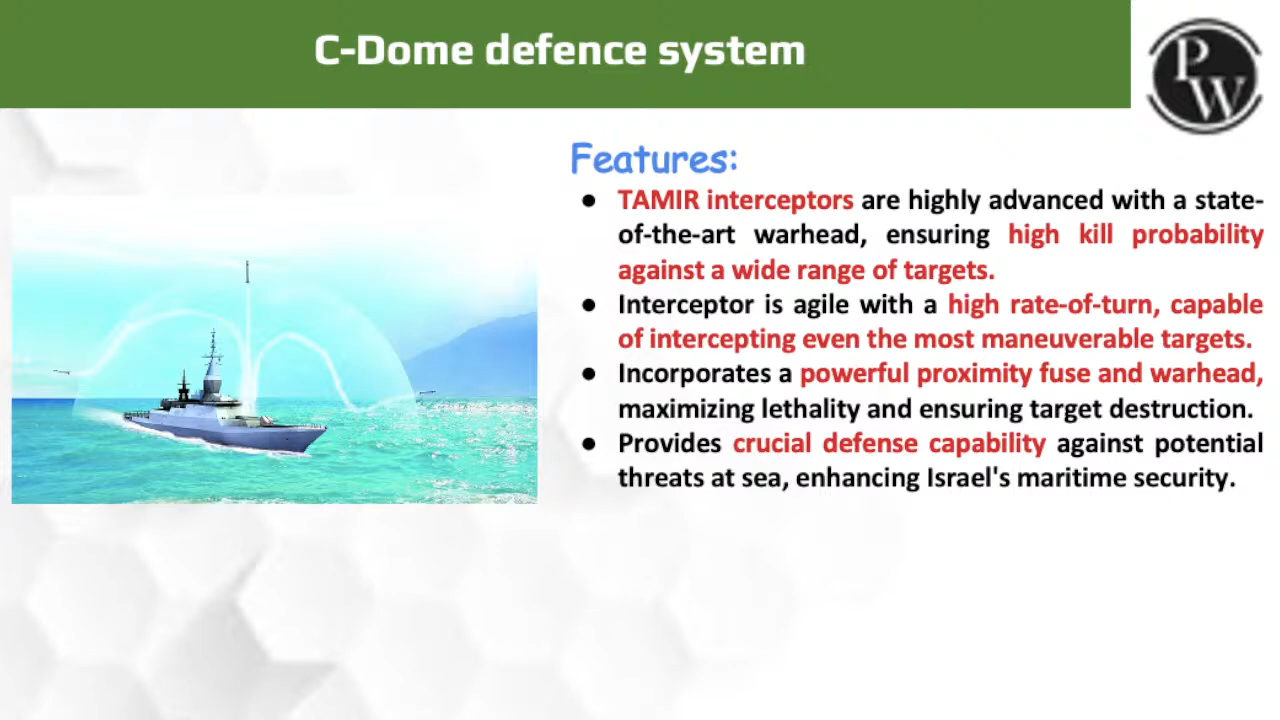 C-Dome defence system
P
W
Features:
● TAMIR interceptors are highly advanced with a state-
of-the-art warhead, ensuring high kill probability
against a wide range of targets.
● Interceptor is agile with a high rate-of-turn, capable
of intercepting even the most maneuverable targets.
● Incorporates a powerful proximity fuse and warhead,
maximizing lethality and ensuring target destruction.
● Provides crucial defense capability against potential
threats at sea, enhancing Israel's maritime security.